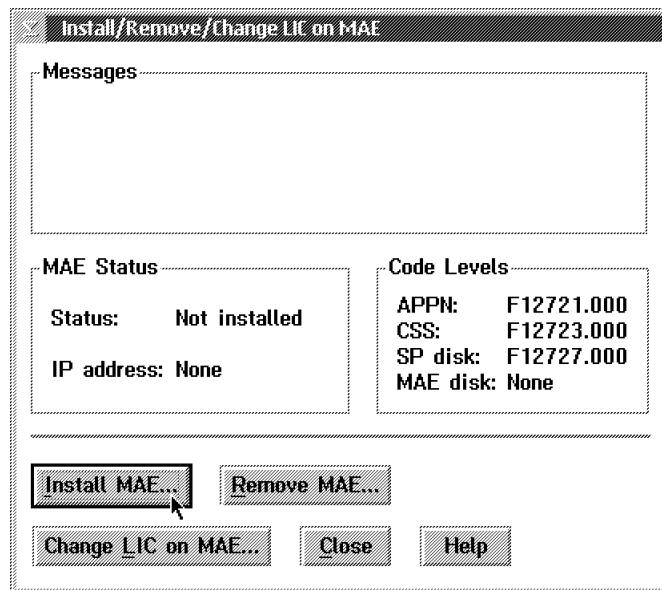 Install/Remove/Change LIC on MAE
Messages
MAE Status
Status: Not installed
IP address: None
Code Levels
APPN: F12721.000
CSS: F12723.000
SP disk: F12727.000
MAE disk: None
Install MAE...
Remove MAE...
Change LIC on MAE...
Close
Help